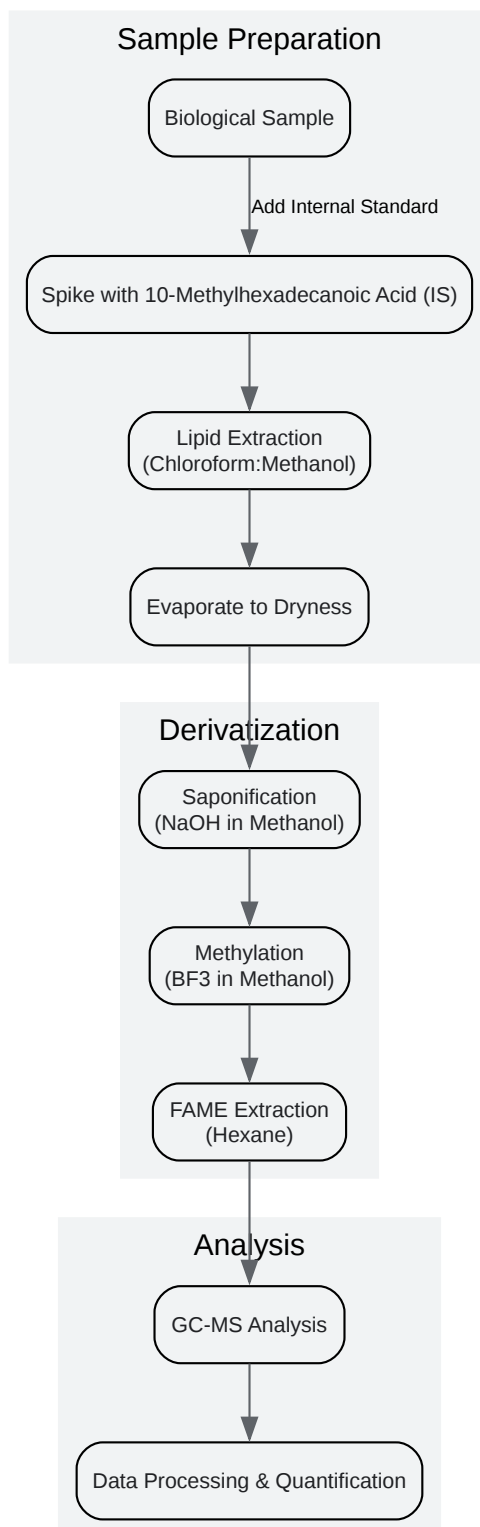 Sample Preparation
Biological Sample
Add Internal Standard
Spike with 10-Methylhexadecanoic Acid (IS)
Lipid Extraction
(Chloroform:Methanol)
Evaporate to Dryness
Derivatization
Saponification
(NaOH in Methanol)
Methylation
(BF3 in Methanol)
FAME Extraction
(Hexane)
Analysis
GC-MS Analysis
Data Processing & Quantification